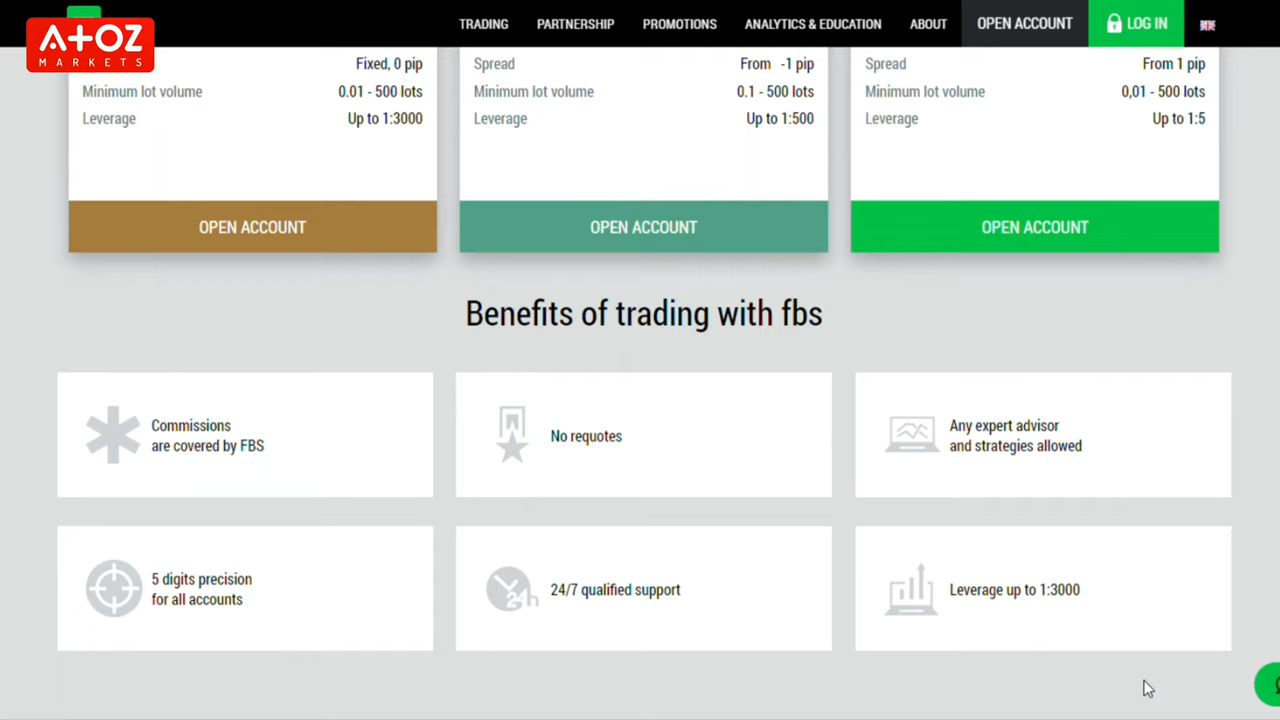 A+OZ
MARKETS
TRADING
PARTNERSHIP
PROMOTIONS
ANALYTICS & EDUCATION
ABOUT
OPEN ACCOUNT
LOG IN
Fixed, 0 pip
Minimum lot volume 0.01 - 500 lots
Leverage Up to 1:3000
OPEN ACCOUNT
Spread From -1 pip
Minimum lot volume 0.1 - 500 lots
Leverage Up to 1:500
OPEN ACCOUNT
Spread From 1 pip
Minimum lot volume 0,01 - 500 lots
Leverage Up to 1:5
OPEN ACCOUNT
Benefits of trading with fbs
Commissions
are covered by FBS
No requotes
Any expert advisor
and strategies allowed
5 digits precision
for all accounts
24h
24/7 qualified support
Leverage up to 1:3000